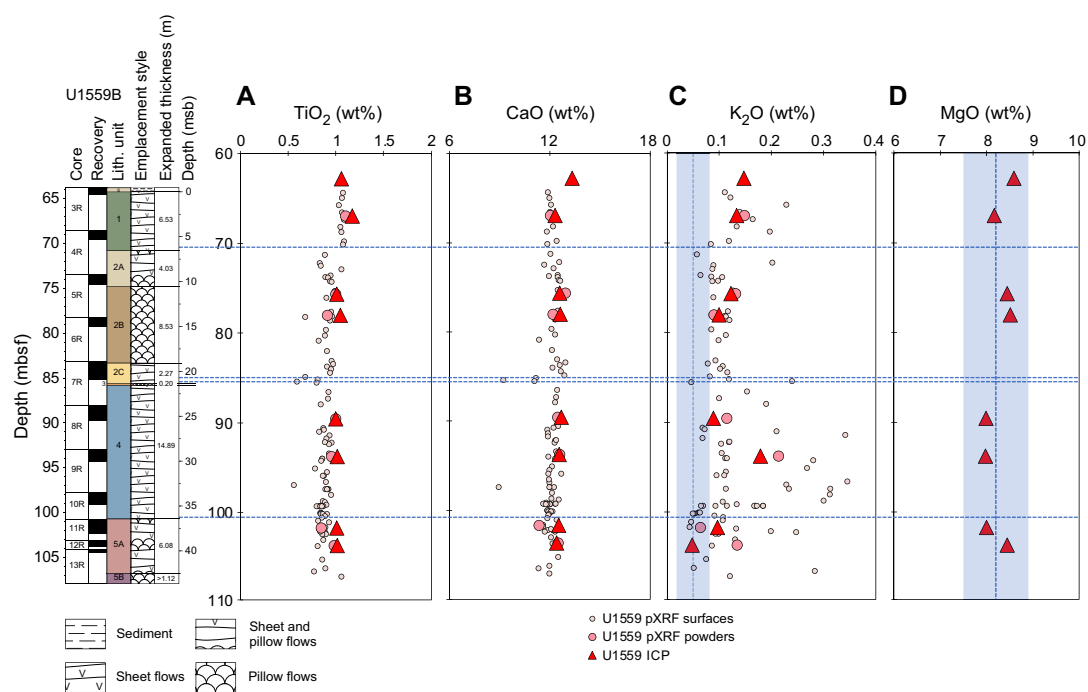 U1559B
Core
Recovery
Lith. unit
Emplacement style
Expanded thickness (m)
Depth (msb)
A
TiO2 (wt%)
0 0.5 1 1.5 2
B
CaO (wt%)
6 12 18
C
K2O (wt%)
0 0.1 0.2 0.3 0.4
D
MgO (wt%)
6 7 8 9 10
Depth (mbsf)
65
70
75
80
85
90
95
100
105
3R
4R
5R
6R
7R
8R
9R
10R
11R
12R
13R
1
2A
2B
2C
3
4
5A
5B
6.53
4.03
8.53
2.27
0.20
14.89
6.08
>1.12
0
5
10
15
20
25
30
35
40
60
70
80
90
100
110
Sediment
Sheet and
pillow flows
Sheet flows
Pillow flows
U1559 pXRF surfaces
U1559 pXRF powders
U1559 ICP